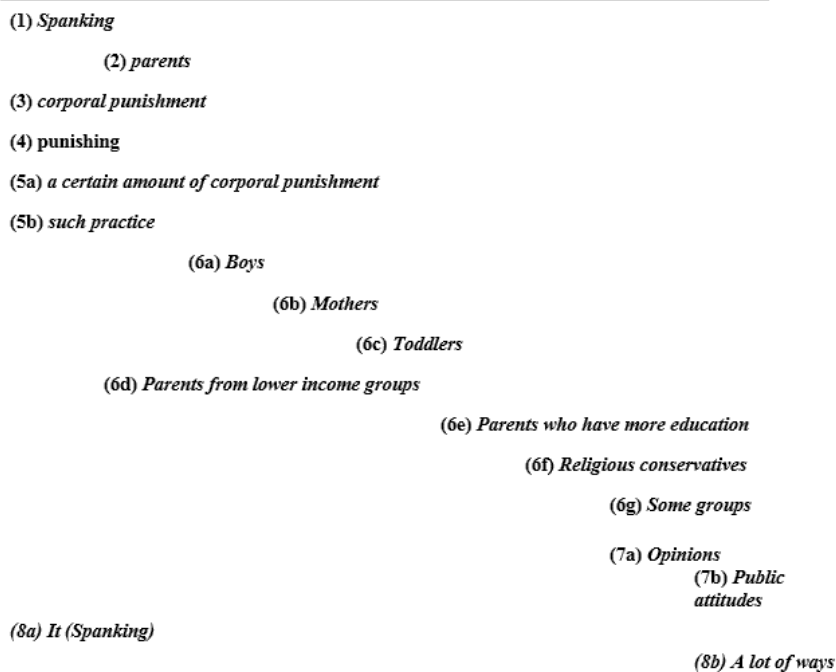 (1) Spanking
(2) parents
(3) corporal punishment
(4) punishing
(5a) a certain amount of corporal punishment
(5b) such practice
(6a) Boys
(6b) Mothers
(6c) Toddlers
(6d) Parents from lower income groups
(6e) Parents who have more education
(6f) Religious conservatives
(6g) Some groups
(7a) Opinions
(7b) Public
attitudes
(8a) It (Spanking)
(8b) A lot of ways